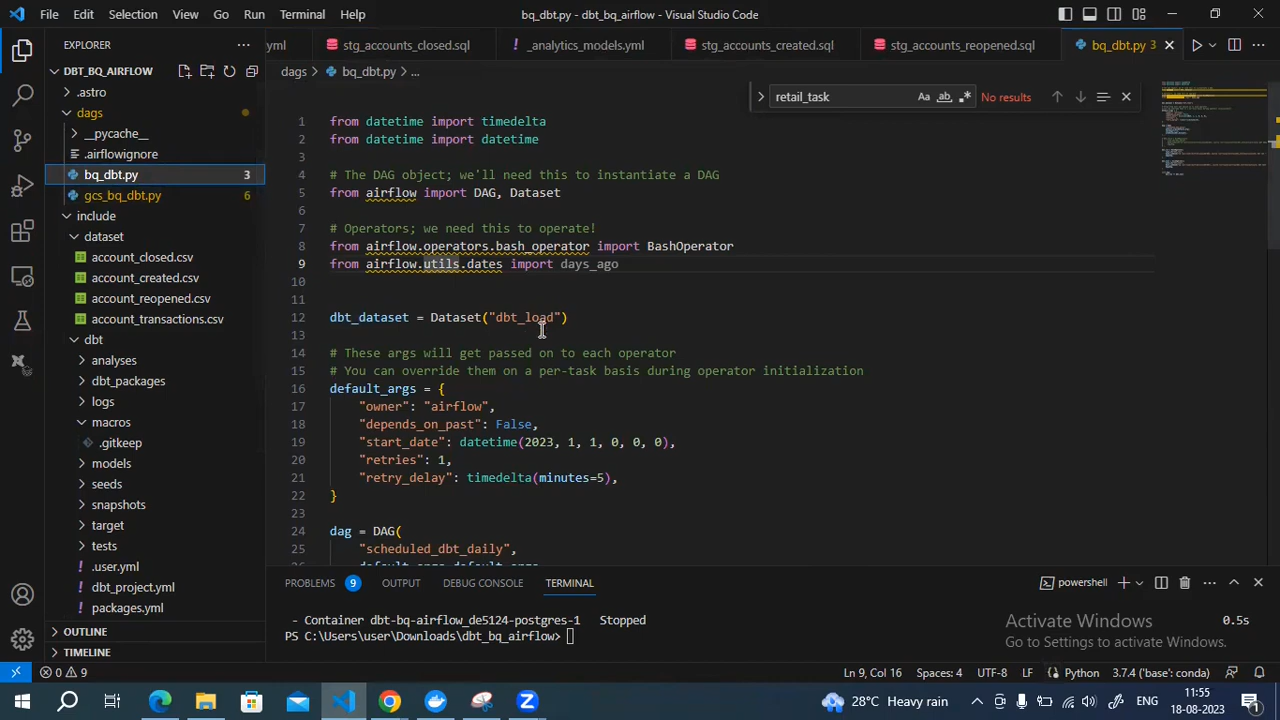 File Edit Selection View Go Run Terminal Help
bq_dbt.py - dbt_bq_airflow - Visual Studio Code
EXPLORER
yml
stg_accounts_closed.sql
_analytics_models.yml
stg_accounts_created.sql
stg_accounts_reopened.sql
bq_dbt.py 3
DBT_BQ_AIRFLOW
.astro
dags
__pycache__
.airflowignore
bq_dbt.py 3
gcs_bq_dbt.py 6
include
dataset
account_closed.csv
account_created.csv
account_reopened.csv
account_transactions.csv
dbt
analyses
dbt_packages
logs
macros
.gitkeep
models
seeds
snapshots
target
tests
.user.yml
dbt_project.yml
packages.yml
OUTLINE
TIMELINE
dags > bq_dbt.py > ...
retail_task Aa ab .* No results
1 from datetime import timedelta
2 from datetime import datetime
3
4 # The DAG object; we'll need this to instantiate a DAG
5 from airflow import DAG, Dataset
6
7 # Operators; we need this to operate!
8 from airflow.operators.bash_operator import BashOperator
9 from airflow.utils.dates import days_ago
10
11
12 dbt_dataset = Dataset("dbt_load")
13
14 # These args will get passed on to each operator
15 # You can override them on a per-task basis during operator initialization
16 default_args = {
17 "owner": "airflow",
18 "depends_on_past": False,
19 "start_date": datetime(2023, 1, 1, 0, 0, 0),
20 "retries": 1,
21 "retry_delay": timedelta(minutes=5),
22 }
23
24 dag = DAG(
25 "scheduled_dbt_daily",
PROBLEMS 9 OUTPUT DEBUG CONSOLE TERMINAL
powershell
- Container dbt-bq-airflow_de5124-postgres-1 Stopped 0.5s
PS C:\Users\user\Downloads\dbt_bq_airflow>
Activate Windows
Go to Settings to activate Windows.
0 9
Ln 9, Col 16 Spaces: 4 UTF-8 LF Python 3.7.4 ('base': conda)
28°C Heavy rain
ENG
11:55
18-08-2023
1